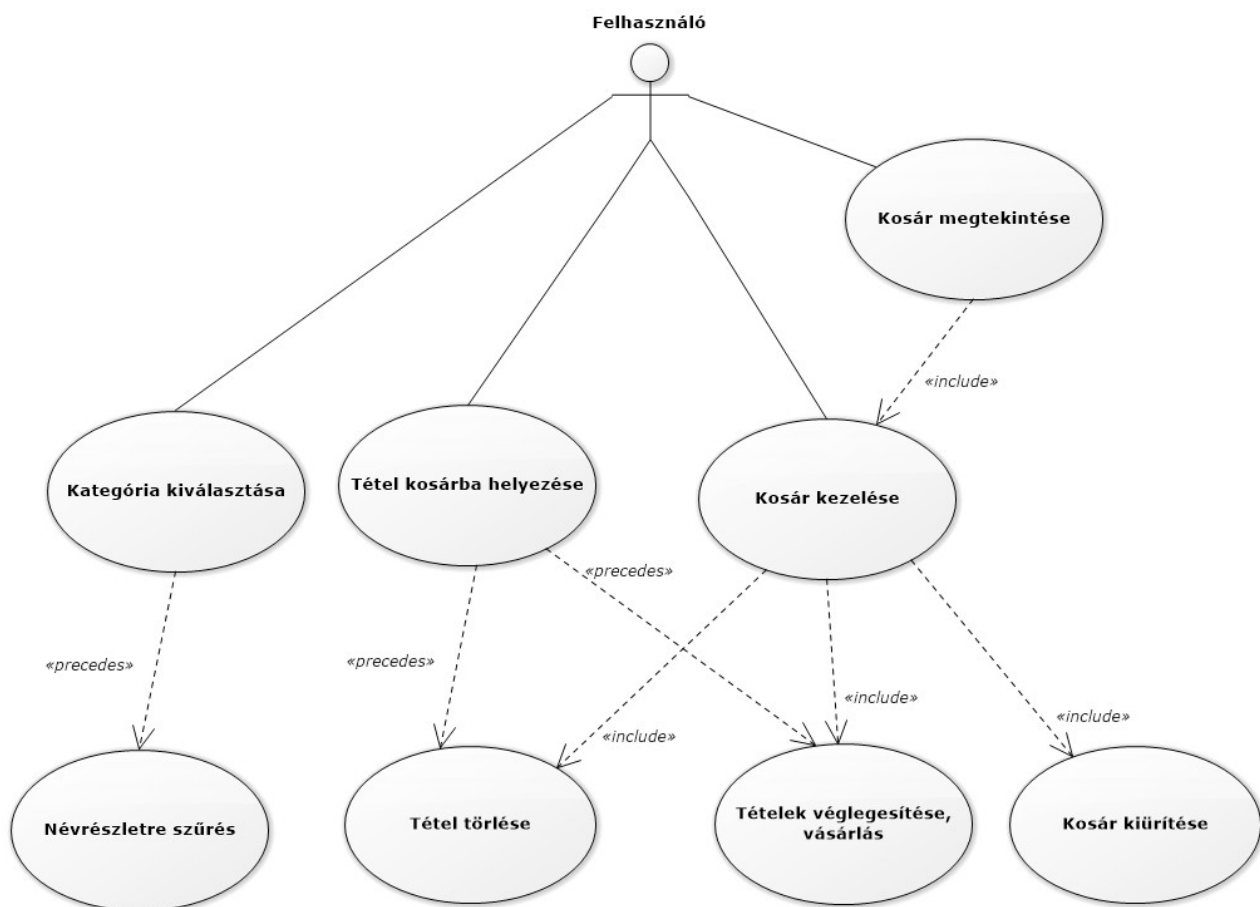 Felhasználó
Kosár megtekintése
«include»
Kategória kiválasztása
Tétel kosárba helyezése
Kosár kezelése
«precedes»
«precedes»
«precedes»
«include»
«include»
«include»
Névrészletre szűrés
Tétel törlése
Tételek véglegesítése,
vásárlás
Kosár kiürítése